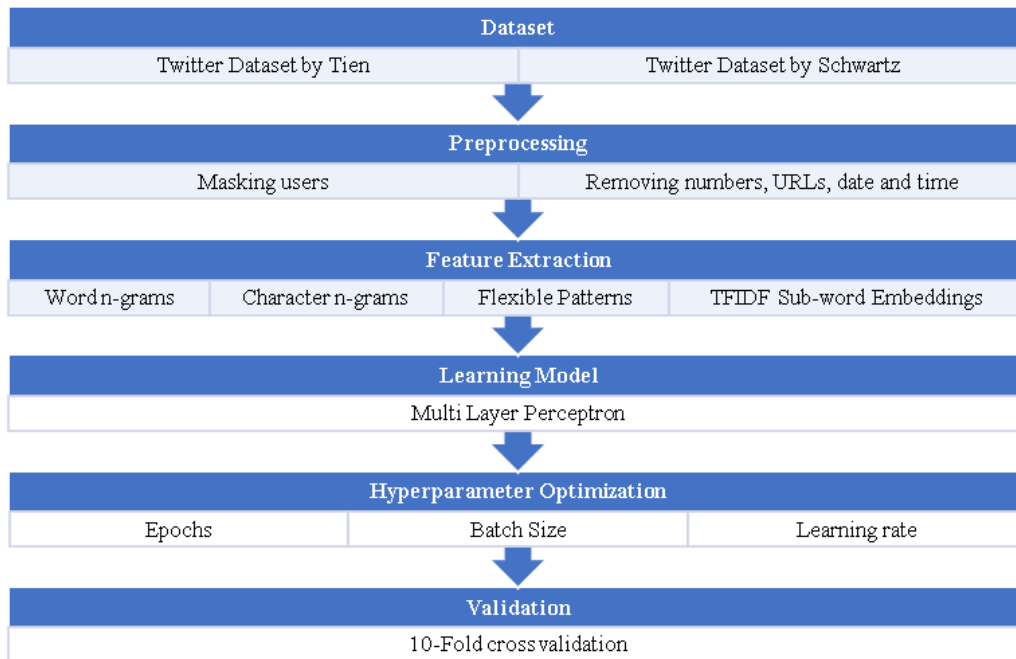 Dataset
Twitter Dataset by Tien
Twitter Dataset by Schwartz
Preprocessing
Masking users
Removing numbers, URLs, date and time
Feature Extraction
Word n-grams
Character n-grams
Flexible Patterns
TFIDF Sub-word Embeddings
Learning Model
Multi Layer Perceptron
Hyperparameter Optimization
Epochs
Batch Size
Learning rate
Validation
10-Fold cross validation